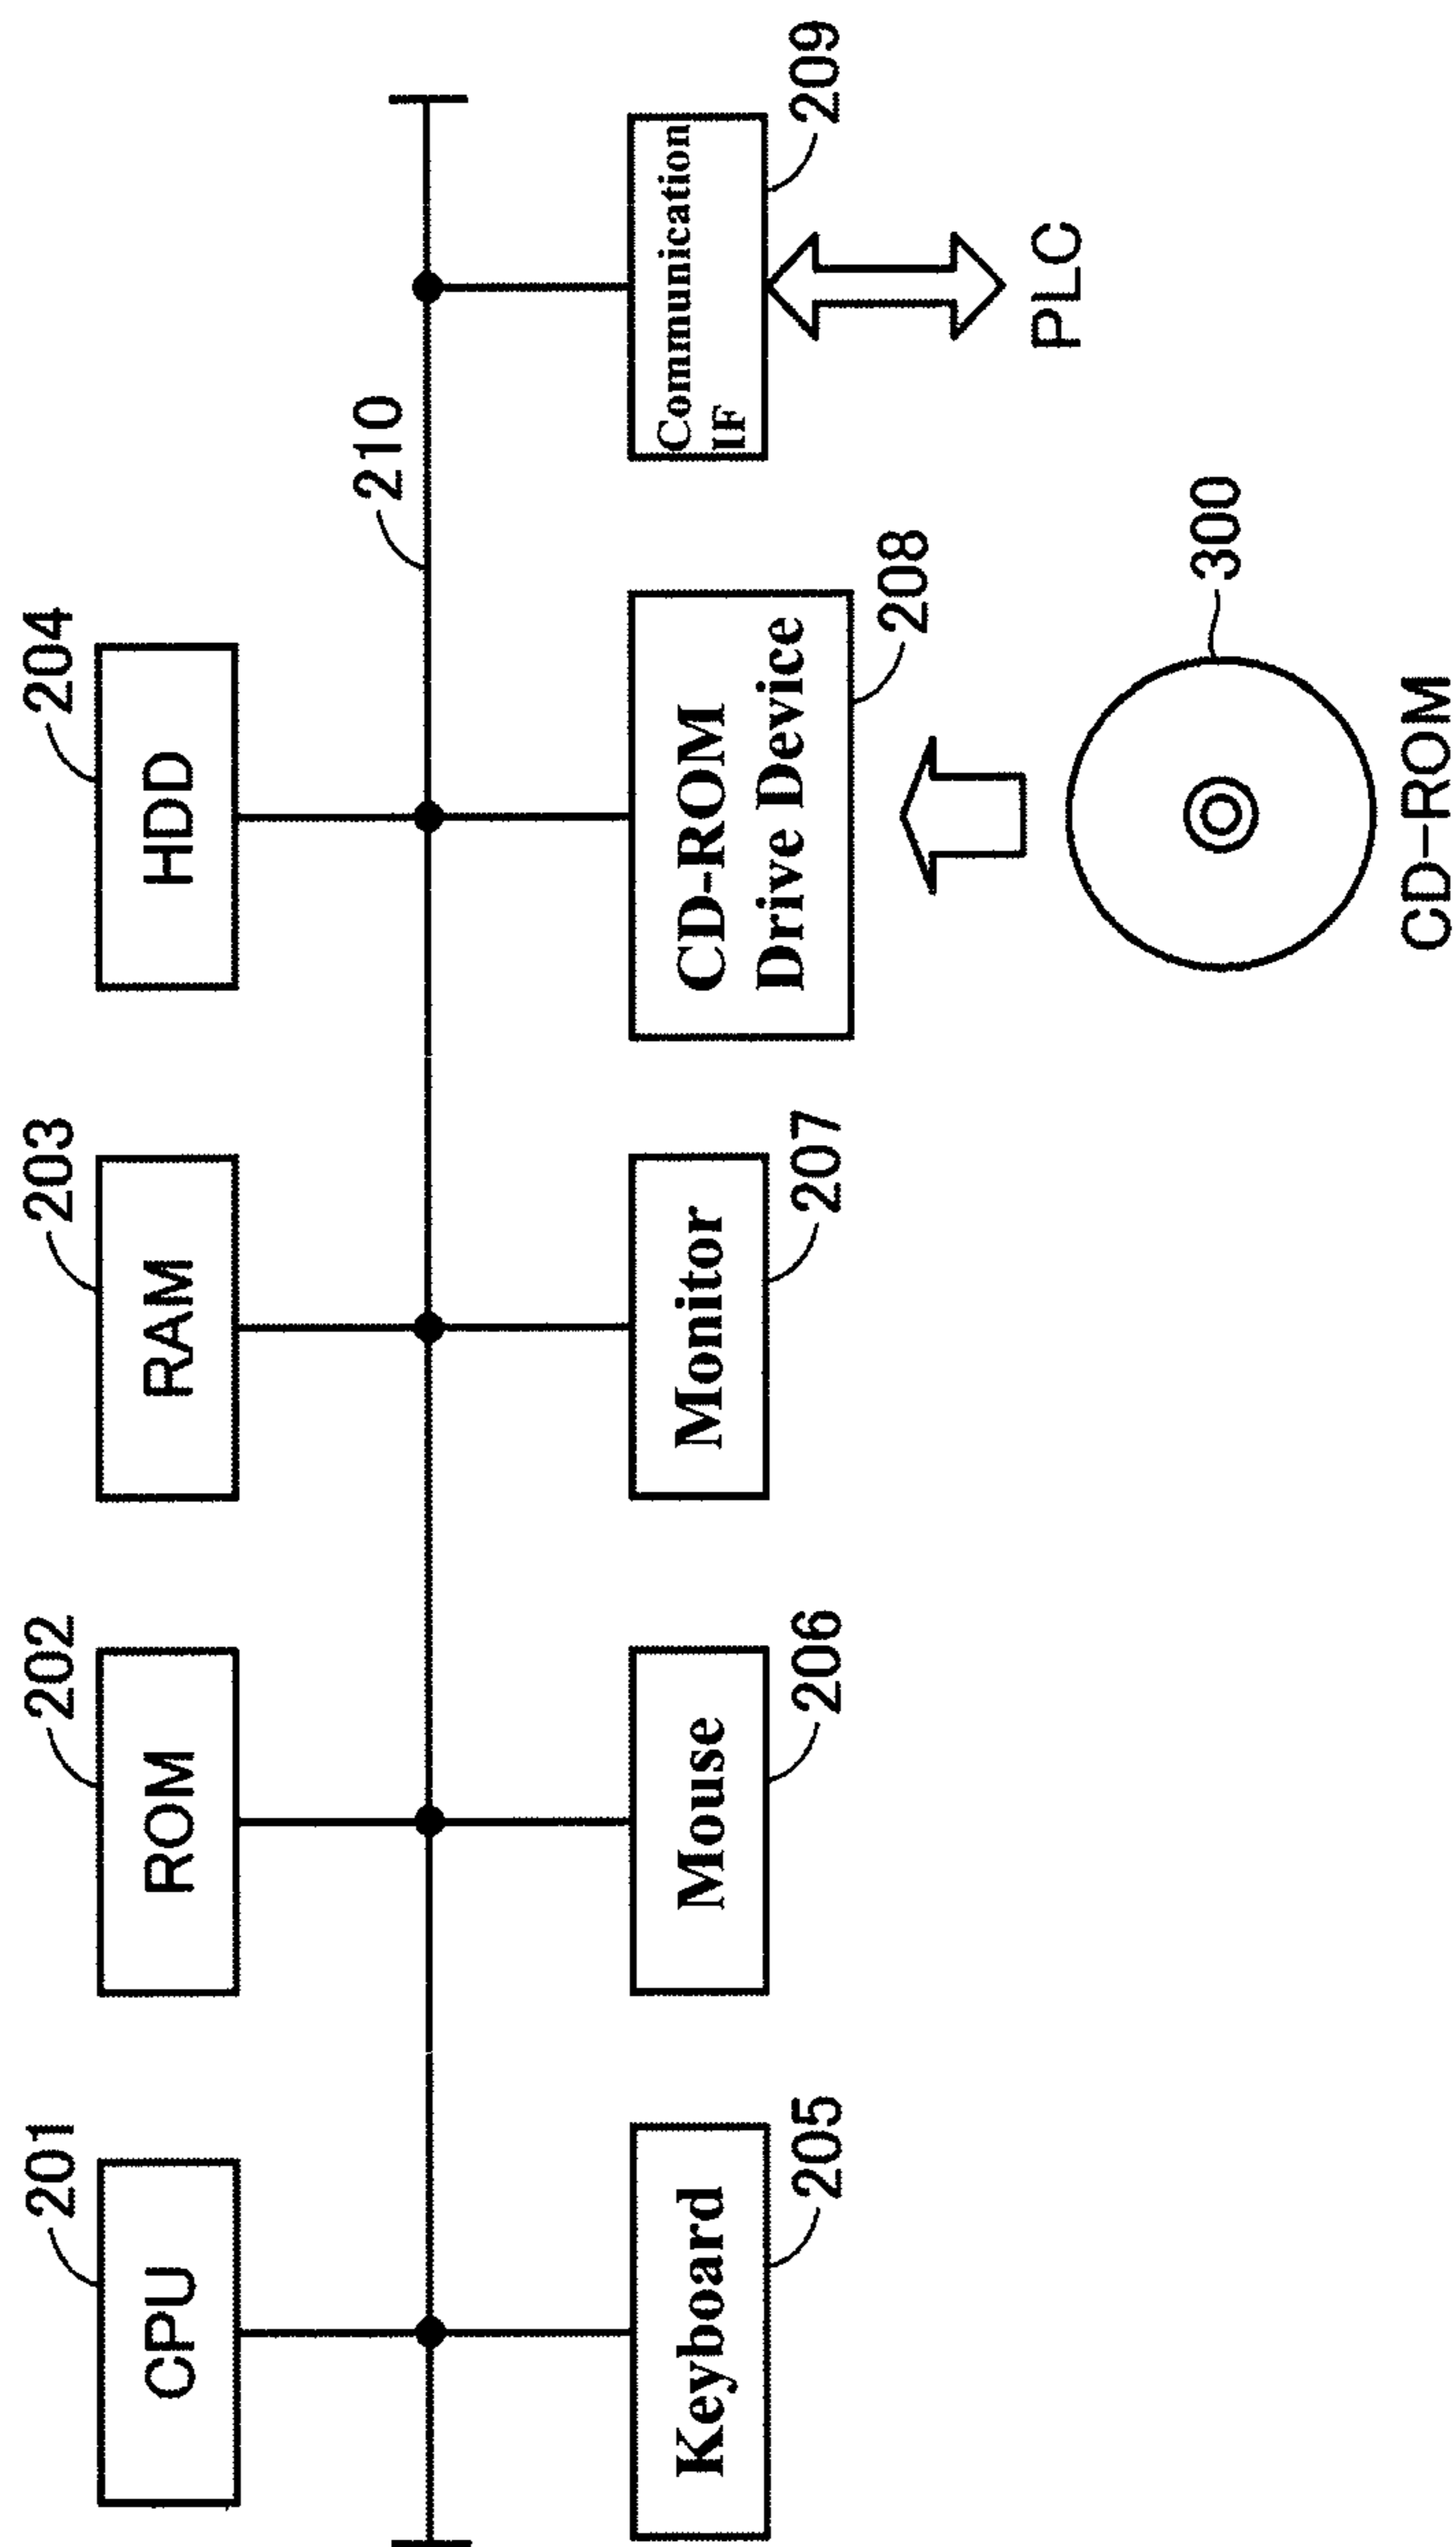 201
202
203
204
CPU
ROM
RAM
HDD
210
Keyboard
Mouse
Monitor
CD-ROM
Drive Device
Communication
IF
205
206
207
208
209
PLC
300
CD-ROM